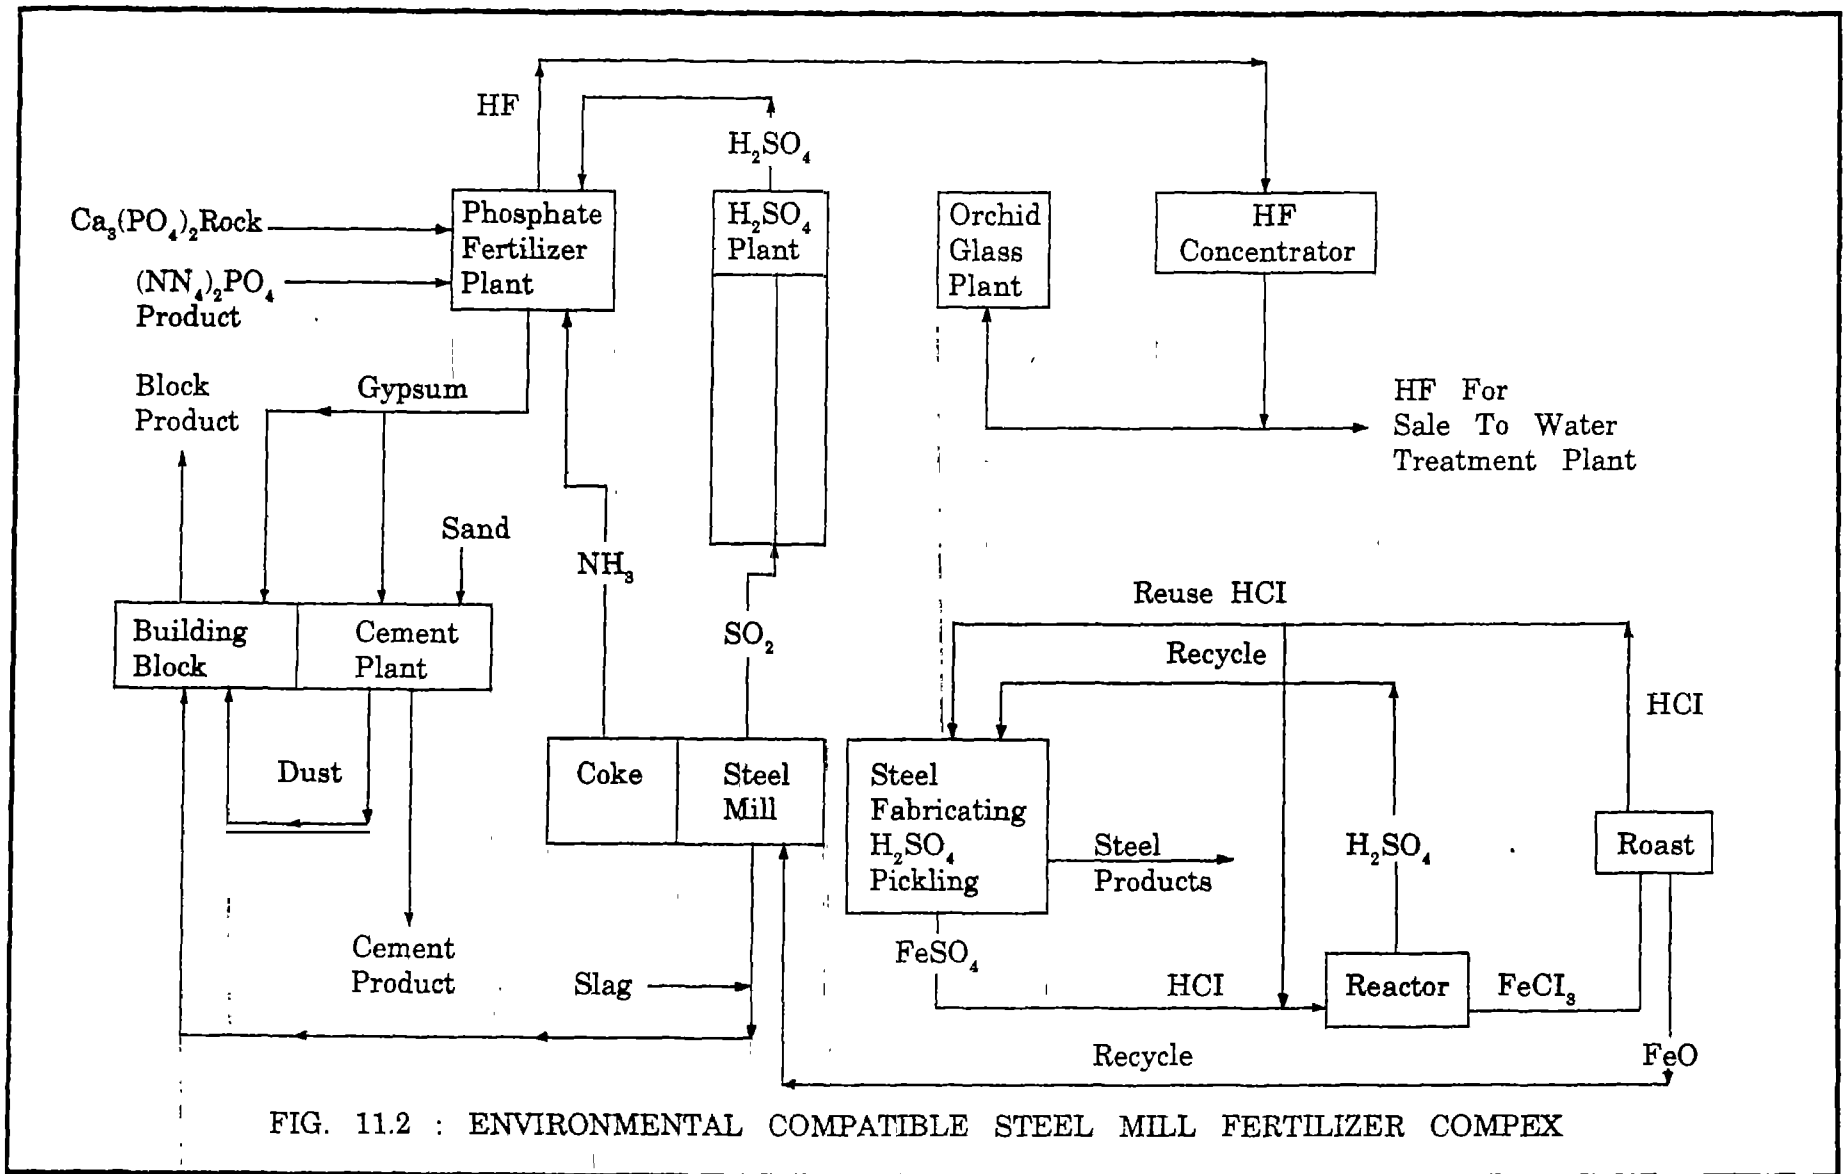 HF
H₂SO₄
Ca₃(PO₄)₂Rock
(NN₄)₂PO₄
Product
Phosphate
Fertilizer
Plant
H₂SO₄
Plant
Orchid
Glass
Plant
HF
Concentrator
Block
Product
Gypsum
HF For
Sale To Water
Treatment Plant
Sand
NH₃
SO₂
Reuse HCI
Recycle
HCI
Building
Block
Cement
Plant
Dust
Coke
Steel
Mill
Steel
Fabricating
H₂SO₄
Pickling
Steel
Products
H₂SO₄
Roast
Cement
Product
Slag
FeSO₄
HCI
Reactor
FeCI₃
Recycle
FeO
FIG. 11.2 : ENVIRONMENTAL COMPATIBLE STEEL MILL FERTILIZER COMPEX